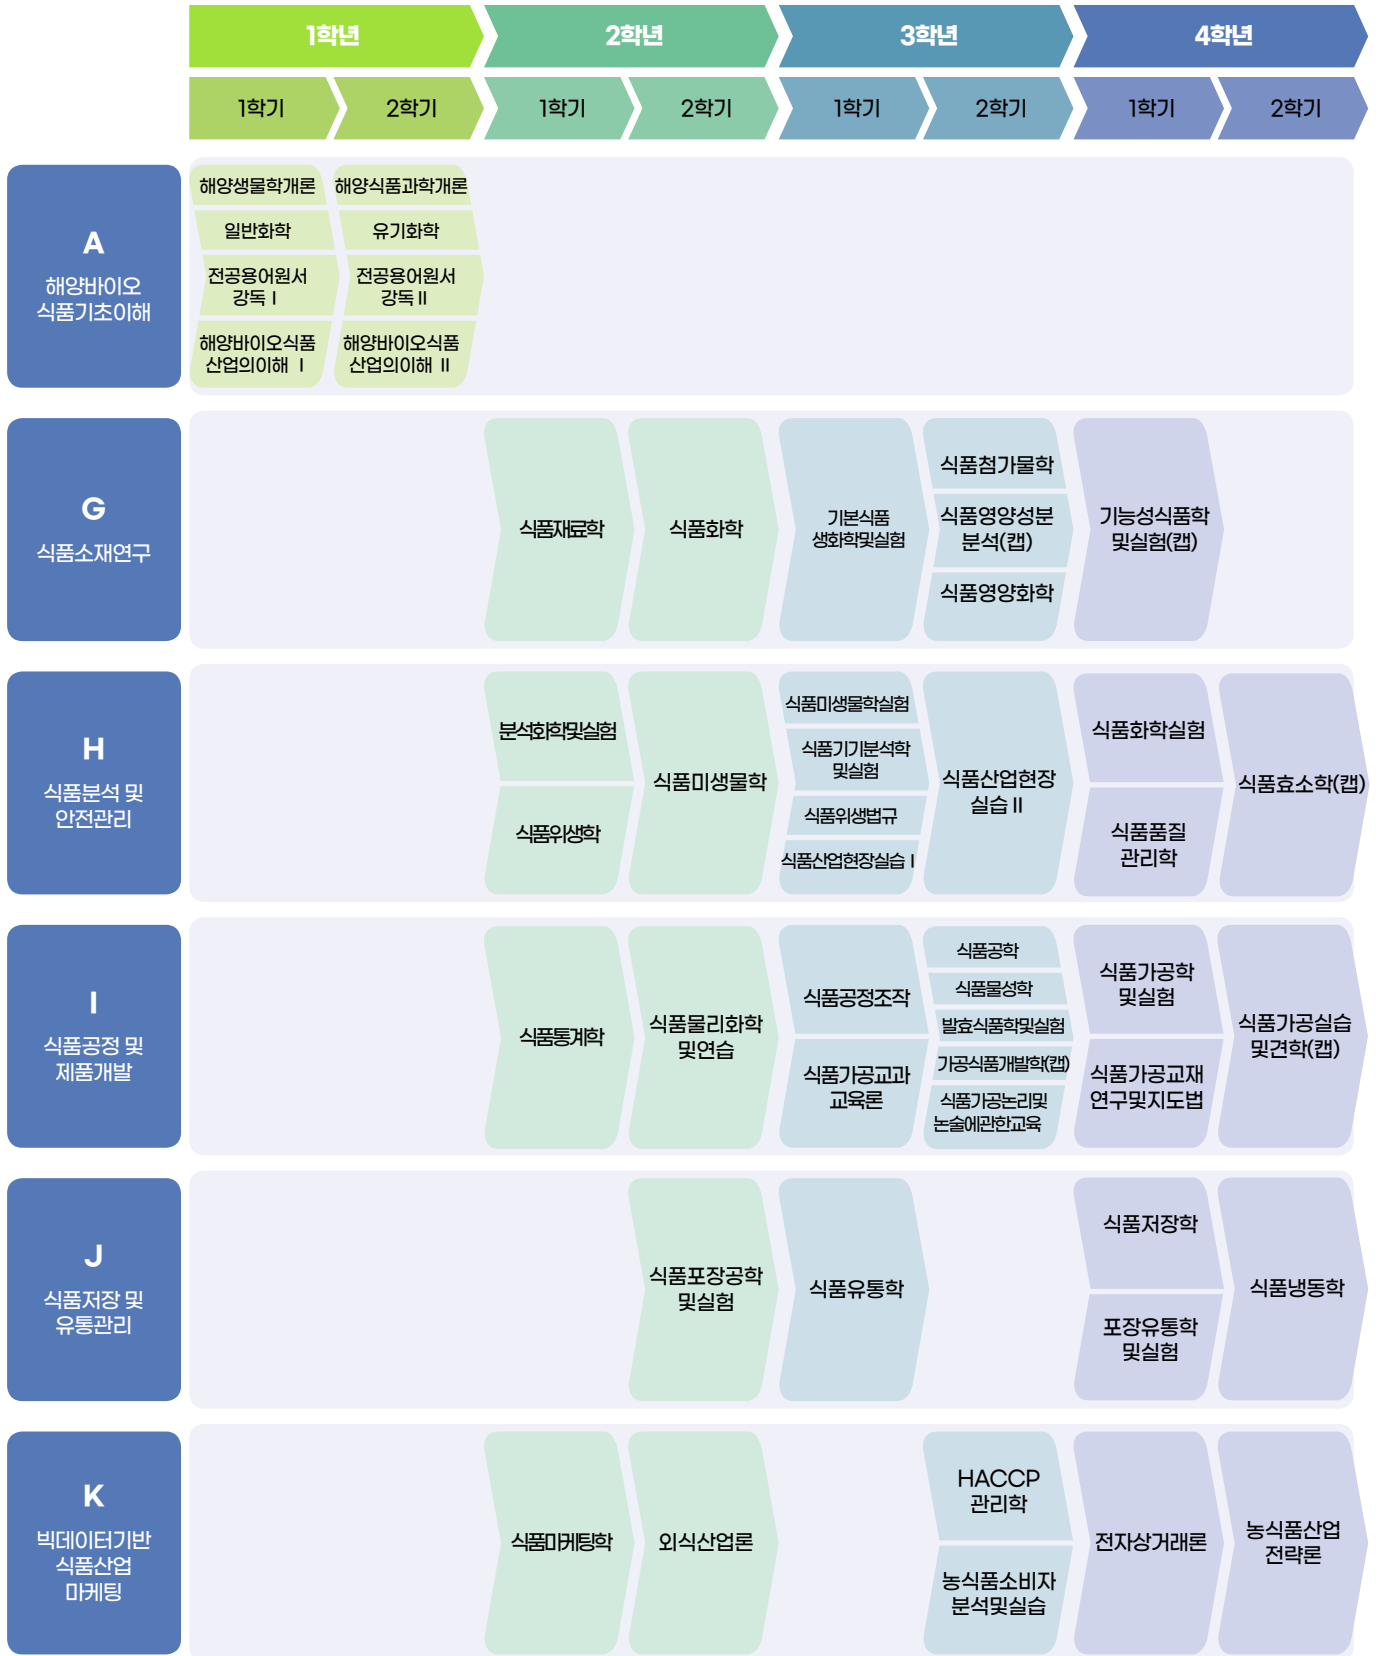 1학년
2학년
3학년
4학년
1학기
2학기
1학기
2학기
1학기
2학기
1학기
2학기
A
해양바이오
식품기초이해
해양생물학개론
일반화학
전공용어원서
강독 I
해양바이오식품
산업의이해 I
해양식품과학개론
유기화학
전공용어원서
강독 II
해양바이오식품
산업의이해 II
G
식품소재연구
식품재료학
식품화학
기본식품
생화학및실험
식품첨가물학
식품영양성분
분석(캡)
식품영양화학
기능성식품학
및실험(캡)
H
식품분석 및
안전관리
분석화학및실험
식품위생학
식품미생물학
식품미생물학실험
식품기기분석학
및실험
식품위생법규
식품산업현장실습 I
식품산업현장
실습 II
식품화학실험
식품품질
관리학
식품효소학(캡)
I
식품공정 및
제품개발
식품통계학
식품물리화학
및연습
식품공정조작
식품가공교과
교육론
식품공학
식품물성학
발효식품학및실험
가공식품개발학(캡)
식품가공논리및
논술에관한교육
식품가공학
및실험
식품가공교재
연구및지도법
식품가공실습
및견학(캡)
J
식품저장 및
유통관리
식품포장공학
및실험
식품유통학
식품저장학
포장유통학
및실험
식품냉동학
K
빅데이터기반
식품산업
마케팅
식품마케팅학
외식산업론
HACCP
관리학
농식품소비자
분석및실습
전자상거래론
농식품산업
전략론